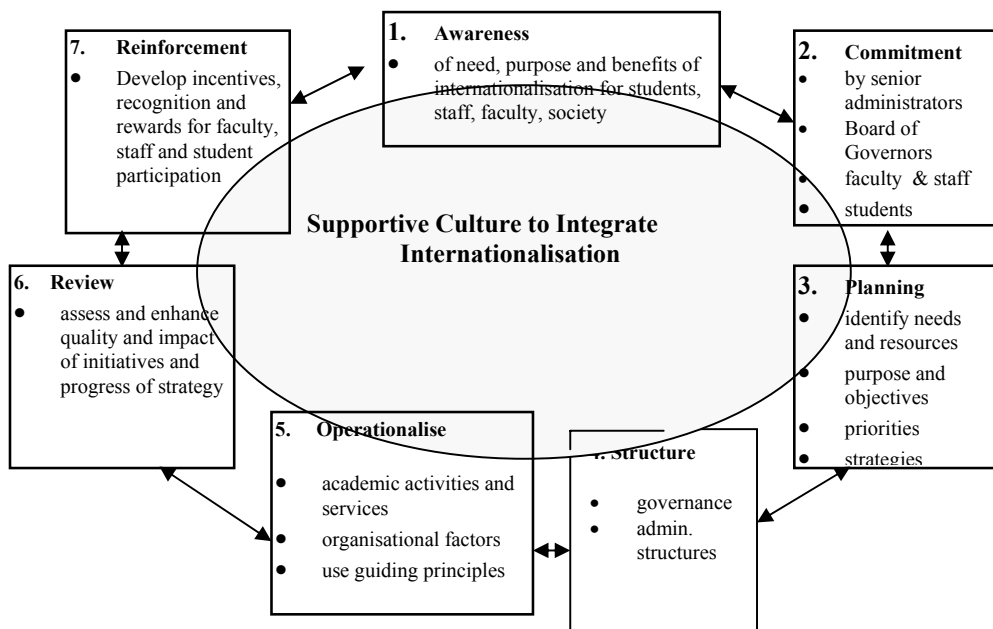 1. Awareness
● of need, purpose and benefits of
internationalisation for students,
staff, faculty, society
2. Commitment
● by senior
administrators
● Board of
Governors
● faculty & staff
● students
3. Planning
● identify needs
and resources
● purpose and
objectives
● priorities
● strategies
Structure
● governance
● admin.
structures
5. Operationalise
● academic activities and
services
● organisational factors
● use guiding principles
6. Review
● assess and enhance
quality and impact
of initiatives and
progress of strategy
7. Reinforcement
● Develop incentives,
recognition and
rewards for faculty,
staff and student
participation
Supportive Culture to Integrate
Internationalisation